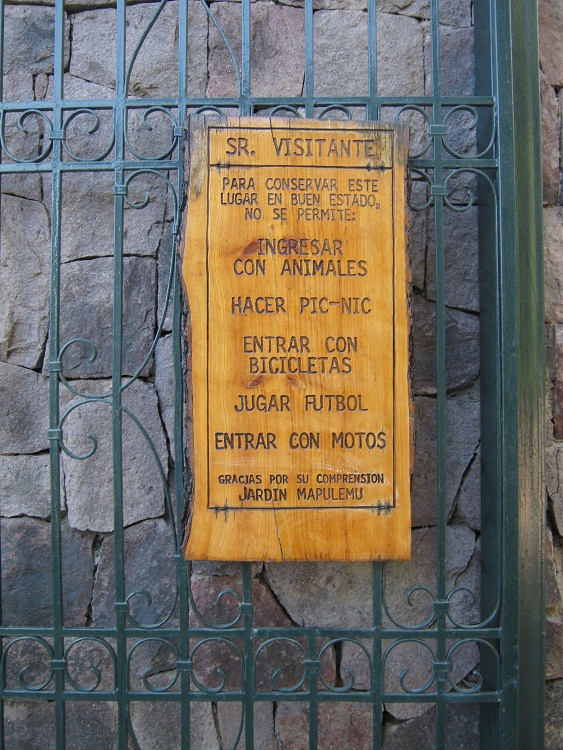 SR. VISITANTE
PARA CONSERVAR ESTE
LUGAR EN BUEN ESTADO,
NO SE PERMITE:
INGRESAR
CON ANIMALES
HACER PIC-NIC
ENTRAR CON
BICICLETAS
JUGAR FUTBOL
ENTRAR CON MOTOS
GRACIAS POR SU COMPRENSION
JARDIN MAPULEMU